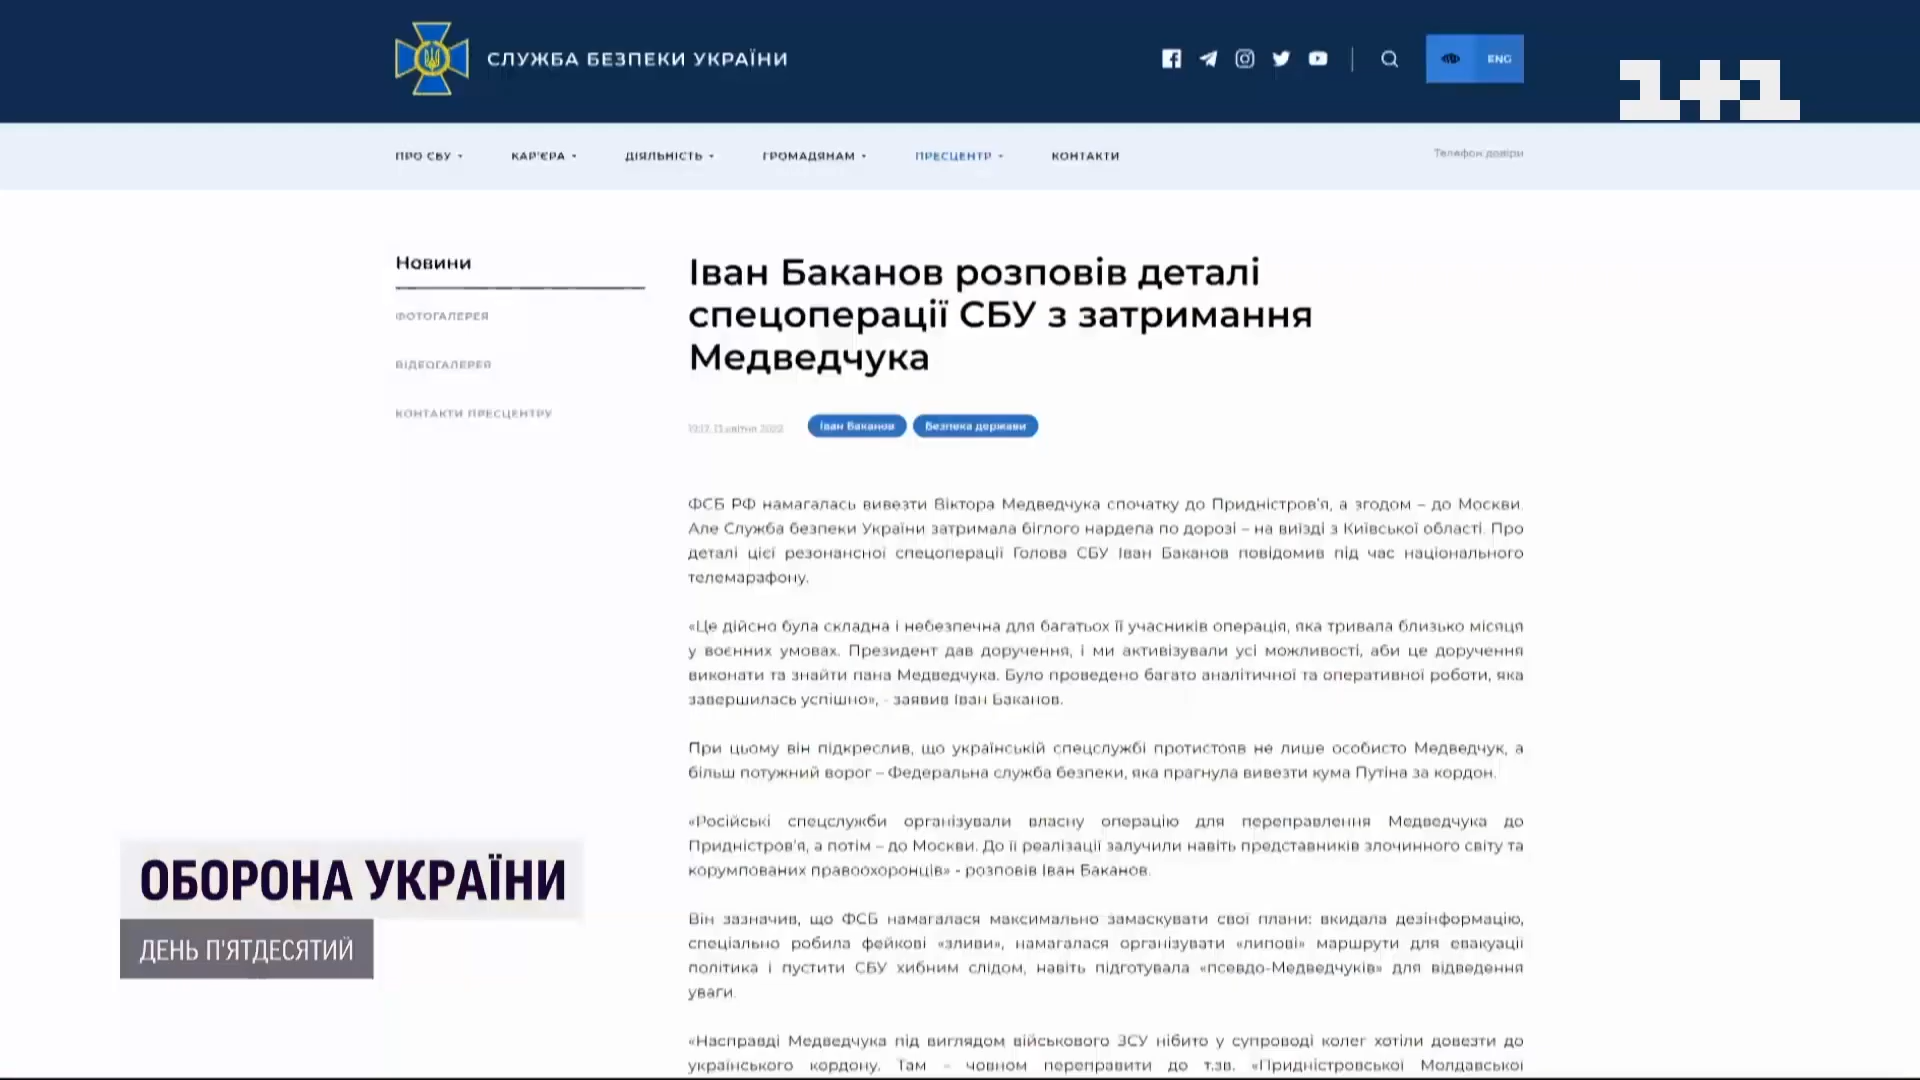 СЛУЖБА БЕЗПЕКИ УКРАЇНИ
ENG
1+1
ПРО СБУ
КАР'ЄРА
ДІЯЛЬНІСТЬ
ГРОМАДЯНАМ
ПРЕСЦЕНТР
КОНТАКТИ
Телефон довіри
Новини
ФОТОГАЛЕРЕЯ
ВІДЕОГАЛЕРЕЯ
КОНТАКТИ ПРЕСЦЕНТРУ
Іван Баканов розповів деталі
спецоперації СБУ з затримання
Медведчука
13 квітня 2022
Іван Баканов
Безпека держави
ФСБ РФ намагалась вивезти Віктора Медведчука спочатку до Придністров'я, а згодом – до Москви.
Але Служба безпеки України затримала біглого нардепа по дорозі – на виїзді з Київської області. Про
деталі цієї резонансної спецоперації Голова СБУ Іван Баканов повідомив під час національного
телемарафону.
«Це дійсно була складна і небезпечна для багатьох її учасників операція, яка тривала близько місяця
у воєнних умовах. Президент дав доручення, і ми активізували усі можливості, аби це доручення
виконати та знайти пана Медведчука. Було проведено багато аналітичної та оперативної роботи, яка
завершилась успішно», - заявив Іван Баканов.
При цьому він підкреслив, що українській спецслужбі протистояв не лише особисто Медведчук, а
більш потужний ворог – Федеральна служба безпеки, яка прагнула вивезти кума Путіна за кордон.
«Російські спецслужби організували власну операцію для переправлення Медведчука до
Придністров'я, а потім – до Москви. До її реалізації залучили навіть представників злочинного світу та
корумпованих правоохоронців» - розповів Іван Баканов.
Він зазначив, що ФСБ намагалася максимально замаскувати свої плани: вкидала дезінформацію,
спеціально робила фейкові «зливи», намагалася організувати «липові» маршрути для евакуації
політика і пустити СБУ хибним слідом, навіть підготувала «псевдо-Медведчуків» для відведення
уваги.
«Насправді Медведчука під виглядом військового ЗСУ нібито у супроводі колег хотіли довезти до
українського кордону. Там – човном переправити до т.зв. «Придністровської Молдавської
ОБОРОНА УКРАЇНИ
ДЕНЬ П'ЯТДЕСЯТИЙ